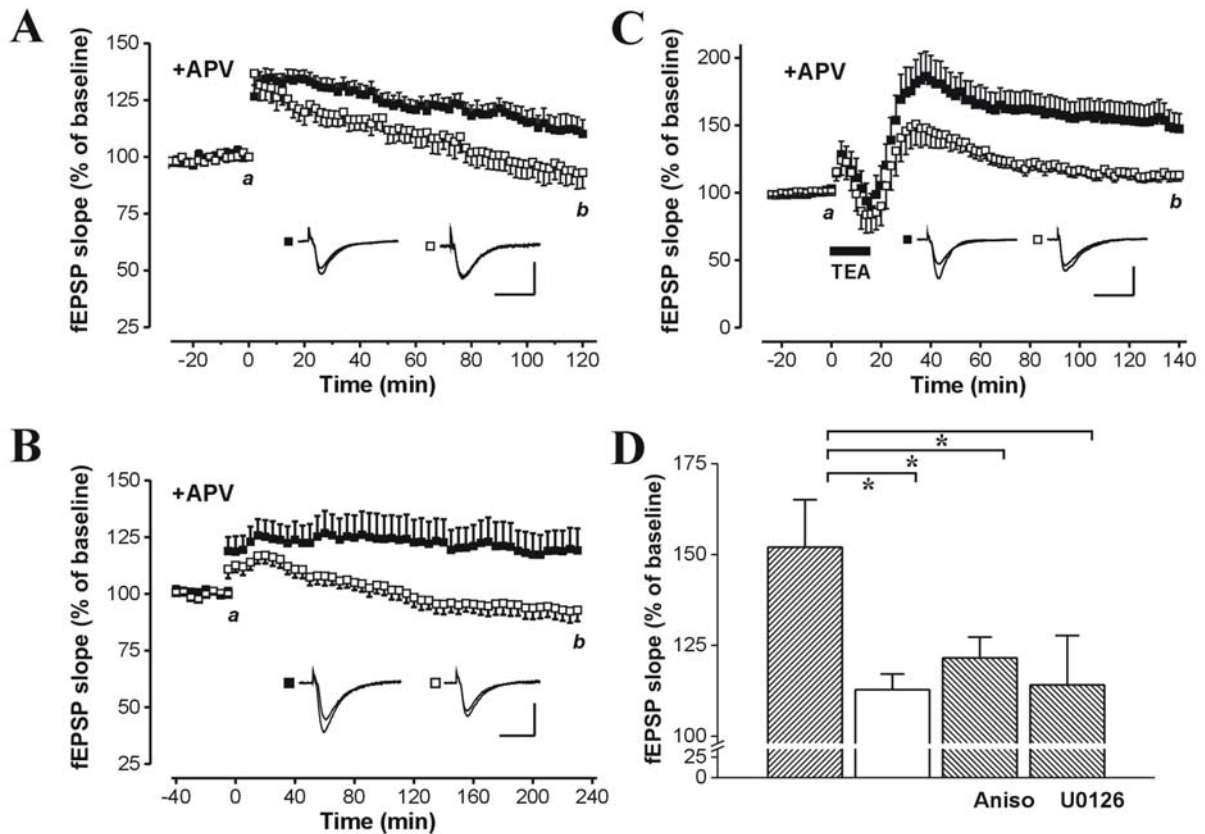 A
fEPSP slope (% of baseline)
150
125
100
75
50
25
+APV
a
b
-20 0 20 40 60 80 100 120
Time (min)
B
fEPSP slope (% of baseline)
150
125
100
75
50
25
+APV
a
b
-40 0 40 80 120 160 200 240
Time (min)
C
fEPSP slope (% of baseline)
200
150
100
50
0
+APV
a
b
TEA
-20 0 20 40 60 80 100 120 140
Time (min)
D
fEPSP slope (% of baseline)
175
150
125
100
25
0
*
*
*
Aniso U0126